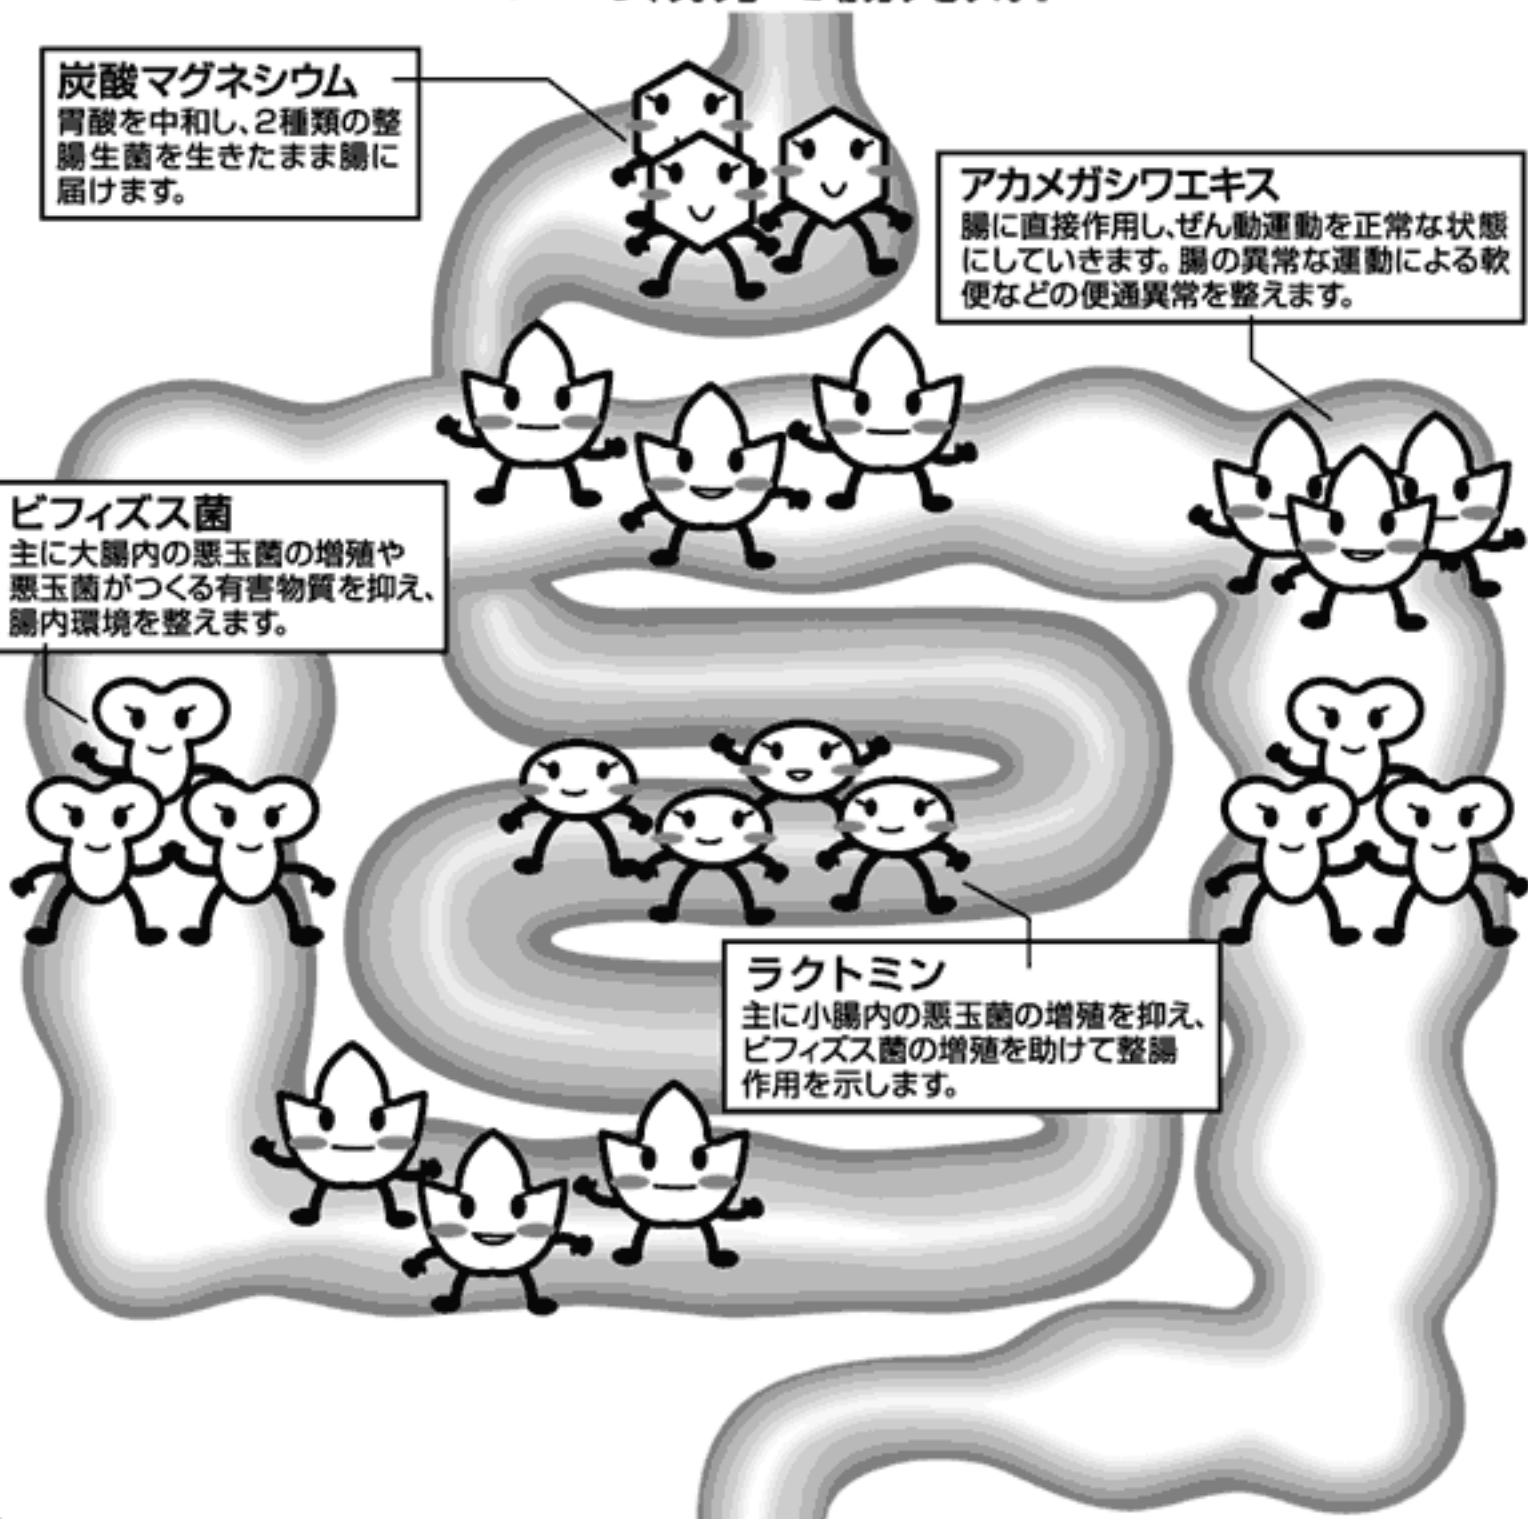 炭酸マグネシウム
胃酸を中和し、2種類の整
腸生菌を生きたまま腸に
届けます。
アカメガシワエキス
腸に直接作用し、ぜん動運動を正常な状態
にしていきます。腸の異常な運動による軟
便などの便通異常を整えます。
ビフィズス菌
主に大腸内の悪玉菌の増殖や
悪玉菌がつくる有害物質を抑え、
腸内環境を整えます。
ラクトミン
主に小腸内の悪玉菌の増殖を抑え、
ビフィズス菌の増殖を助けて整腸
作用を示します。